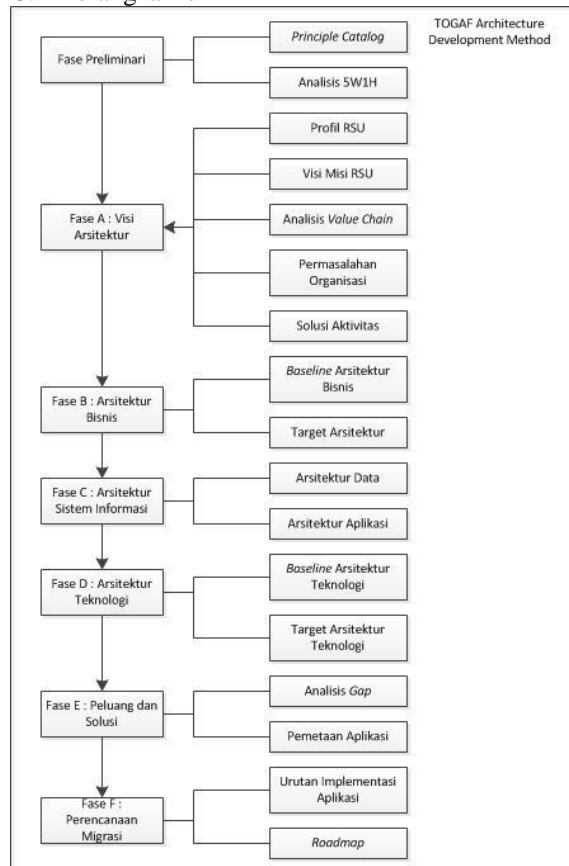 TOGAF Architecture
Development Method
Fase Preliminari
Principle Catalog
Analisis 5W1H
Fase A : Visi
Arsitektur
Profil RSU
Visi Misi RSU
Analisis Value Chain
Permasalahan
Organisasi
Solusi Aktivitas
Fase B : Arsitektur
Bisnis
Baseline Arsitektur
Bisnis
Target Arsitektur
Fase C : Arsitektur
Sistem Informasi
Arsitektur Data
Arsitektur Aplikasi
Fase D : Arsitektur
Teknologi
Baseline Arsitektur
Teknologi
Target Arsitektur
Teknologi
Fase E : Peluang dan
Solusi
Analisis Gap
Pemetaan Aplikasi
Fase F :
Perencanaan
Migrasi
Urutan Implementasi
Aplikasi
Roadmap